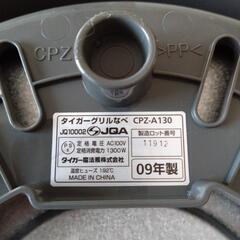 CPZ
>PP<
タイガーグリルなべ CPZ-A130
JQ10002 JQA 製造ロット番号
11912
定格電圧 AC100V
定格消費電力 1300W
09年製
タイガー魔法瓶株式会社
温度ヒューズ 192℃
MADE IN CHINA